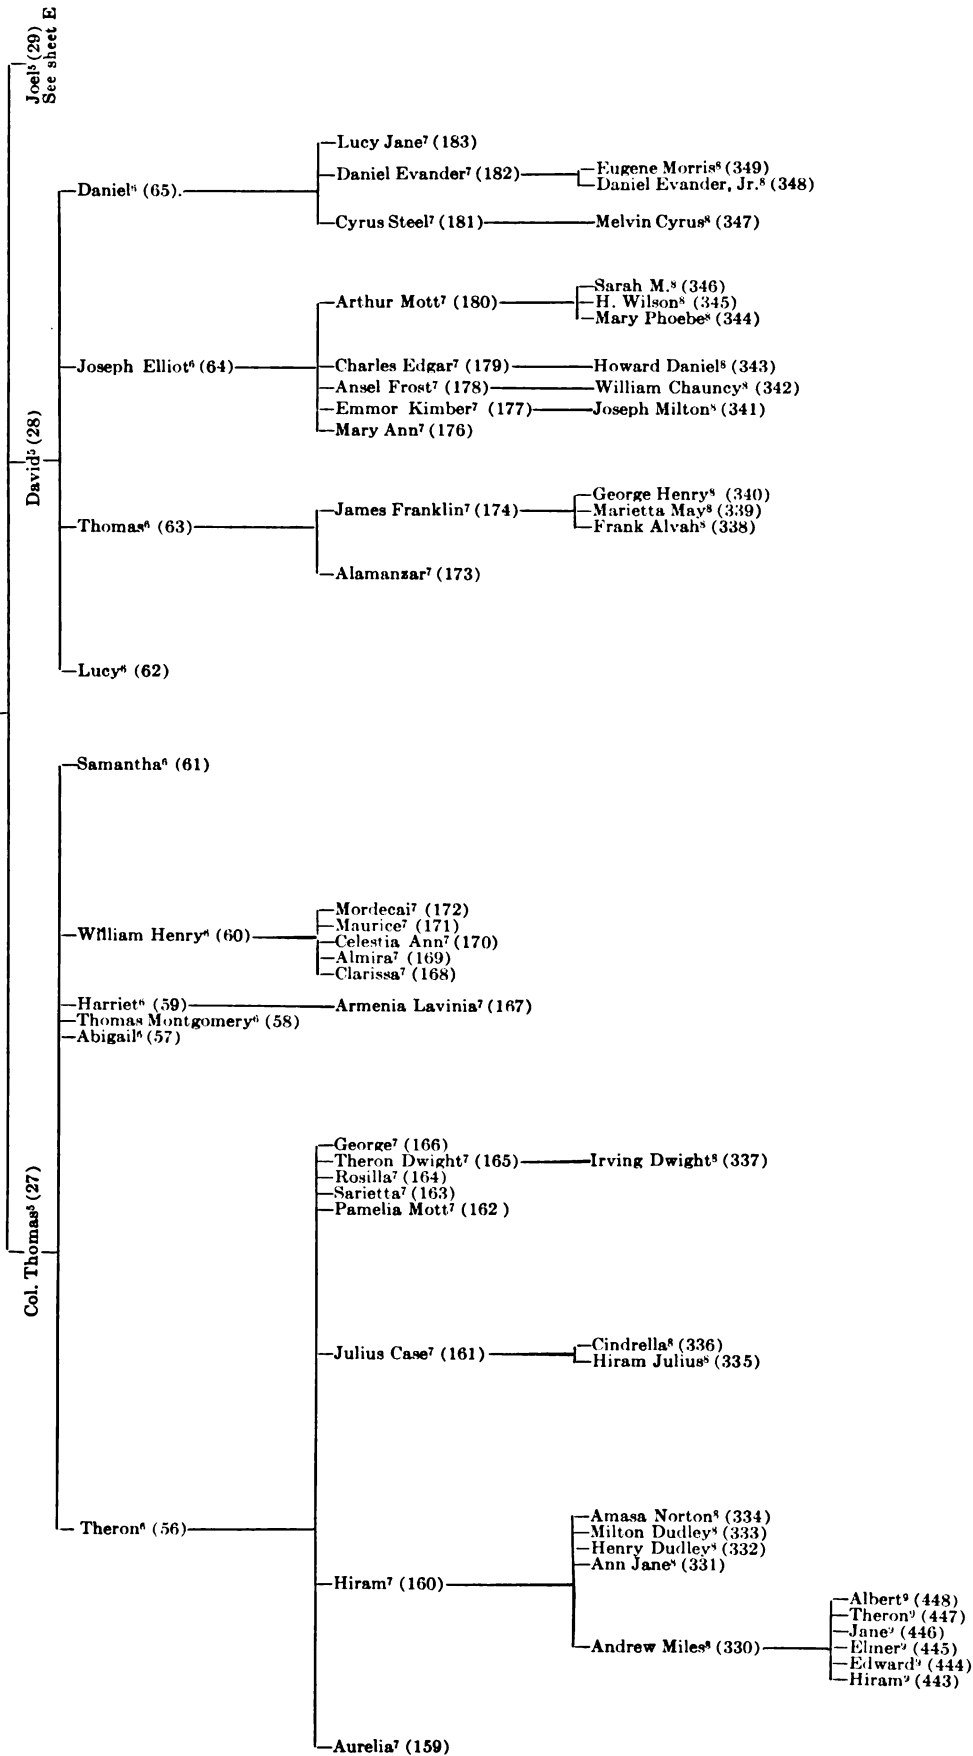 Joel⁵ (29)
See sheet E
Lucy Jane⁷ (183)
Daniel⁶ (65).
Daniel Evander⁷ (182)
Eugene Morris⁸ (349)
Daniel Evander, Jr.⁸ (348)
Cyrus Steel⁷ (181)
Melvin Cyrus⁸ (347)
Arthur Mott⁷ (180)
Sarah M.⁸ (346)
H. Wilson⁸ (345)
Mary Phoebe⁸ (344)
Joseph Elliot⁶ (64)
Charles Edgar⁷ (179)
Howard Daniel⁸ (343)
Ansel Frost⁷ (178)
William Chauncy⁸ (342)
Emmor Kimber⁷ (177)
Joseph Milton⁸ (341)
Mary Ann⁷ (176)
David⁵ (28)
Thomas⁶ (63)
James Franklin⁷ (174)
George Henry⁸ (340)
Marietta May⁸ (339)
Frank Alvah⁸ (338)
Alamanzar⁷ (173)
Lucy⁶ (62)
Samantha⁶ (61)
William Henry⁶ (60)
Mordecai⁷ (172)
Maurice⁷ (171)
Celestia Ann⁷ (170)
Almira⁷ (169)
Clarissa⁷ (168)
Harriet⁶ (59)
Armenia Lavinia⁷ (167)
Thomas Montgomery⁶ (58)
Abigail⁶ (57)
Col. Thomas⁵ (27)
George⁷ (166)
Theron Dwight⁷ (165)
Irving Dwight⁸ (337)
Rosilla⁷ (164)
Sarietta⁷ (163)
Pamelia Mott⁷ (162 )
Julius Case⁷ (161)
Cindrella⁸ (336)
Hiram Julius⁸ (335)
Theron⁶ (56)
Hiram⁷ (160)
Amasa Norton⁸ (334)
Milton Dudley⁸ (333)
Henry Dudley⁸ (332)
Ann Jane⁸ (331)
Andrew Miles⁸ (330)
Albert⁹ (448)
Theron⁹ (447)
Jane⁹ (446)
Elmer⁹ (445)
Edward⁹ (444)
Hiram⁹ (443)
Aurelia⁷ (159)